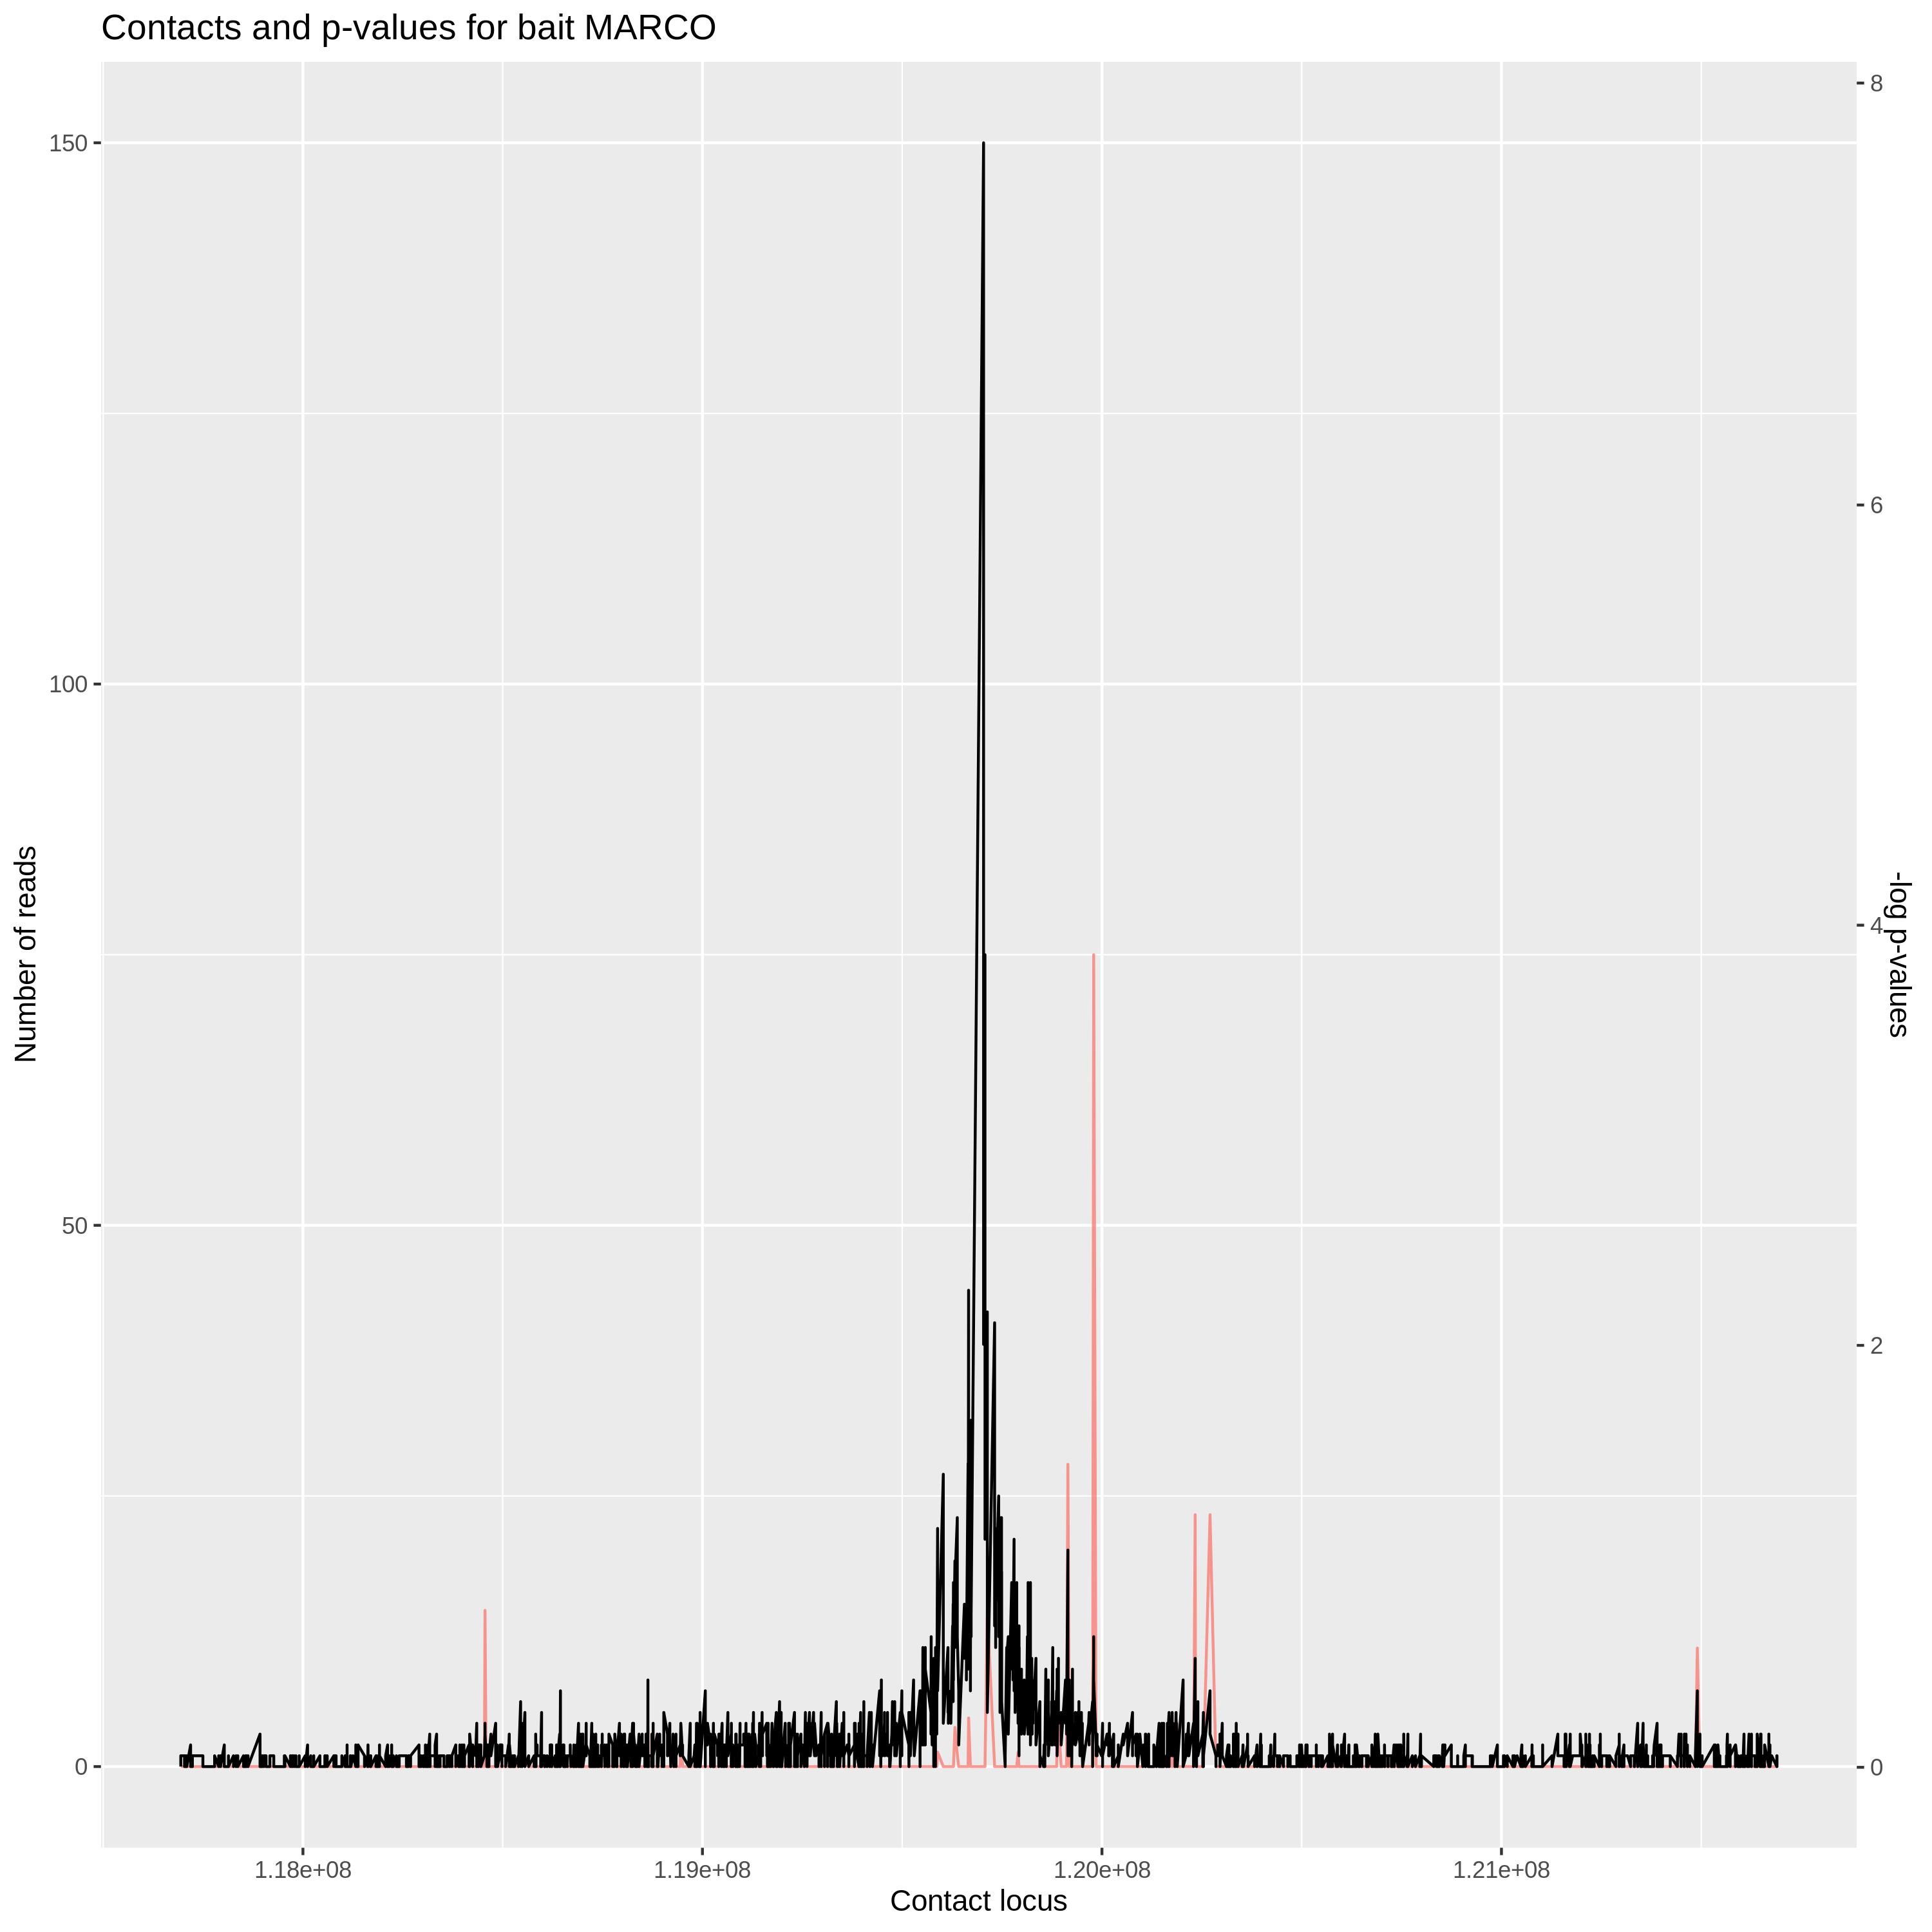 Contacts and p-values for bait MARCO
150
100
50
0
Number of reads
8
6
4
2
0
-log p-values
1.18e+08 1.19e+08 1.20e+08 1.21e+08
Contact locus